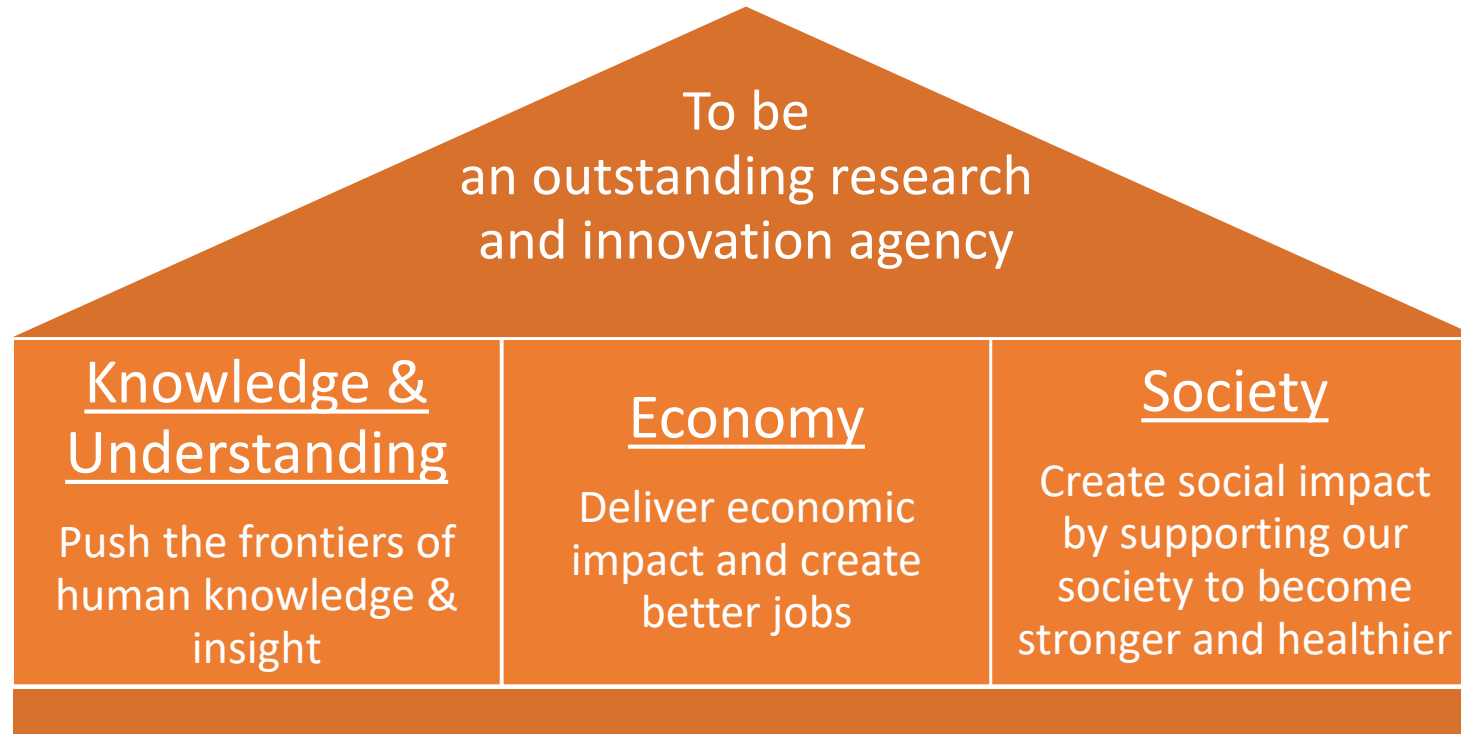 To be
an outstanding research
and innovation agency
Knowledge &
Understanding
Push the frontiers of
human knowledge &
insight
Economy
Deliver economic
impact and create
better jobs
Society
Create social impact
by supporting our
society to become
stronger and healthier